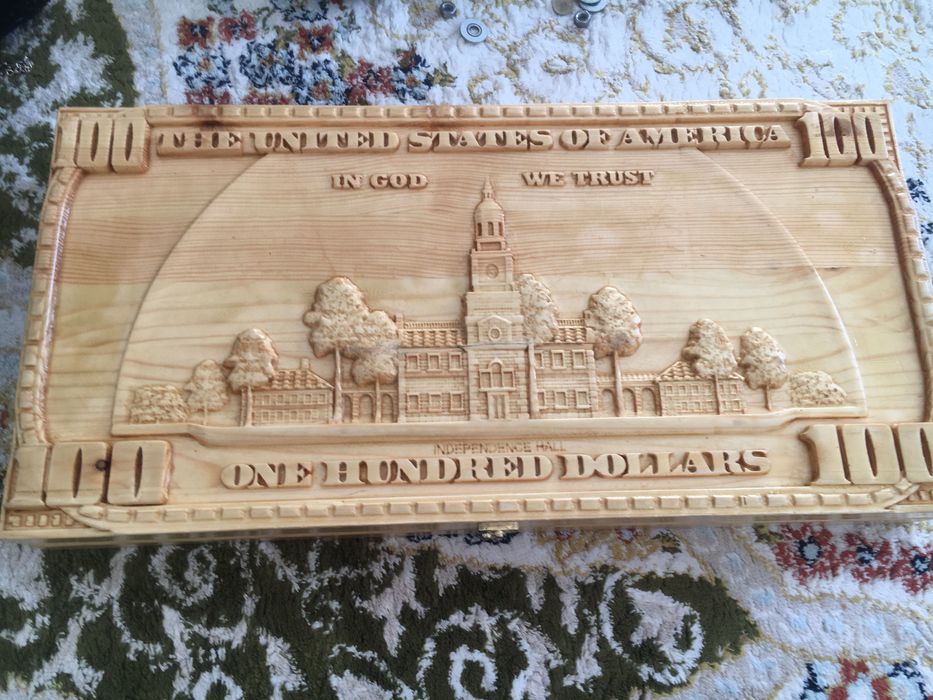 100 THE UNITED STATES OF AMERICA 100
IN GOD WE TRUST
INDEPENDENCE HALL
100 ONE HUNDRED DOLLARS 100